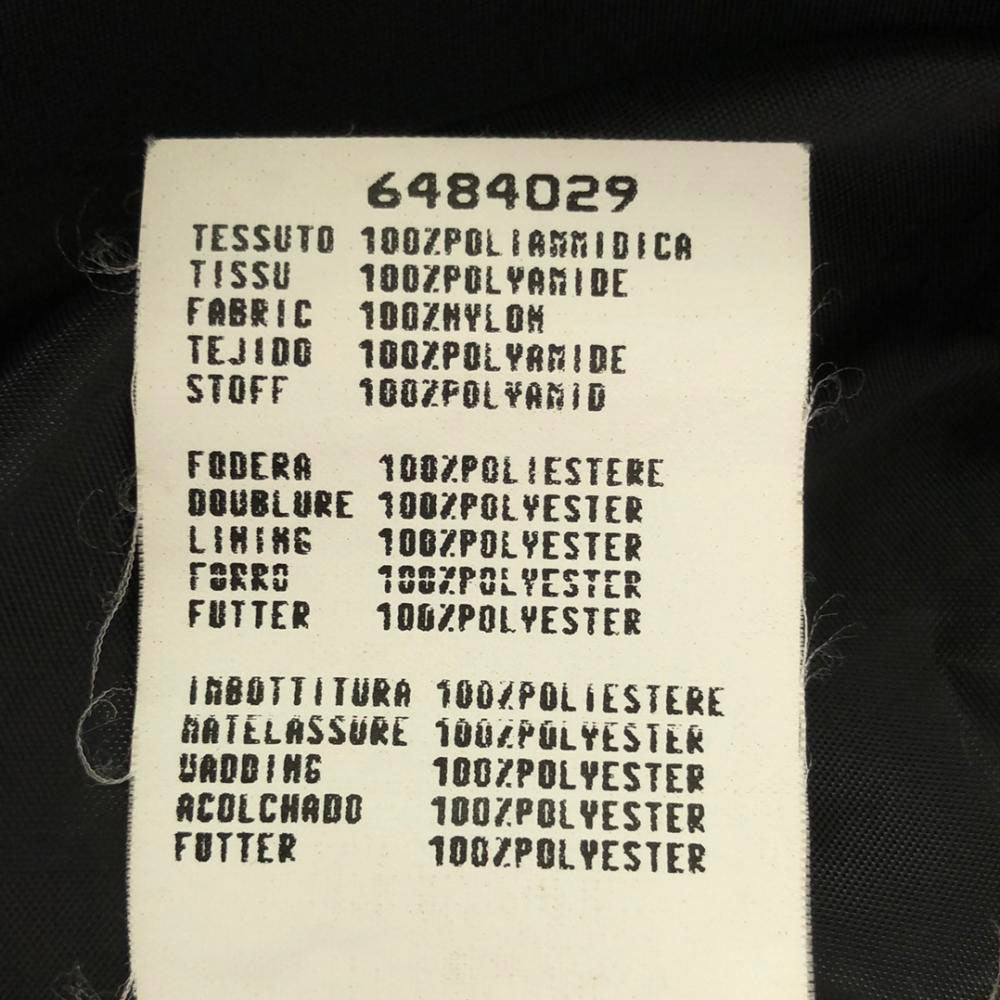 6484029
TESSUTO 100%POLIAMMIDICA
TISSU 100%POLYAMIDE
FABRIC 100%NYLON
TEJIDO 100%POLYAMIDE
STOFF 100%POLYAMID
FODERA 100%POLIESTERE
DOUBLURE 100%POLYESTER
LINING 100%POLYESTER
FORRO 100%POLYESTER
FUTTER 100%POLYESTER
IMBOTTITURA 100%POLIESTERE
MATELASSURE 100%POLYESTER
WADDING 100%POLYESTER
ACOLCHADO 100%POLYESTER
FUTTER 100%POLYESTER